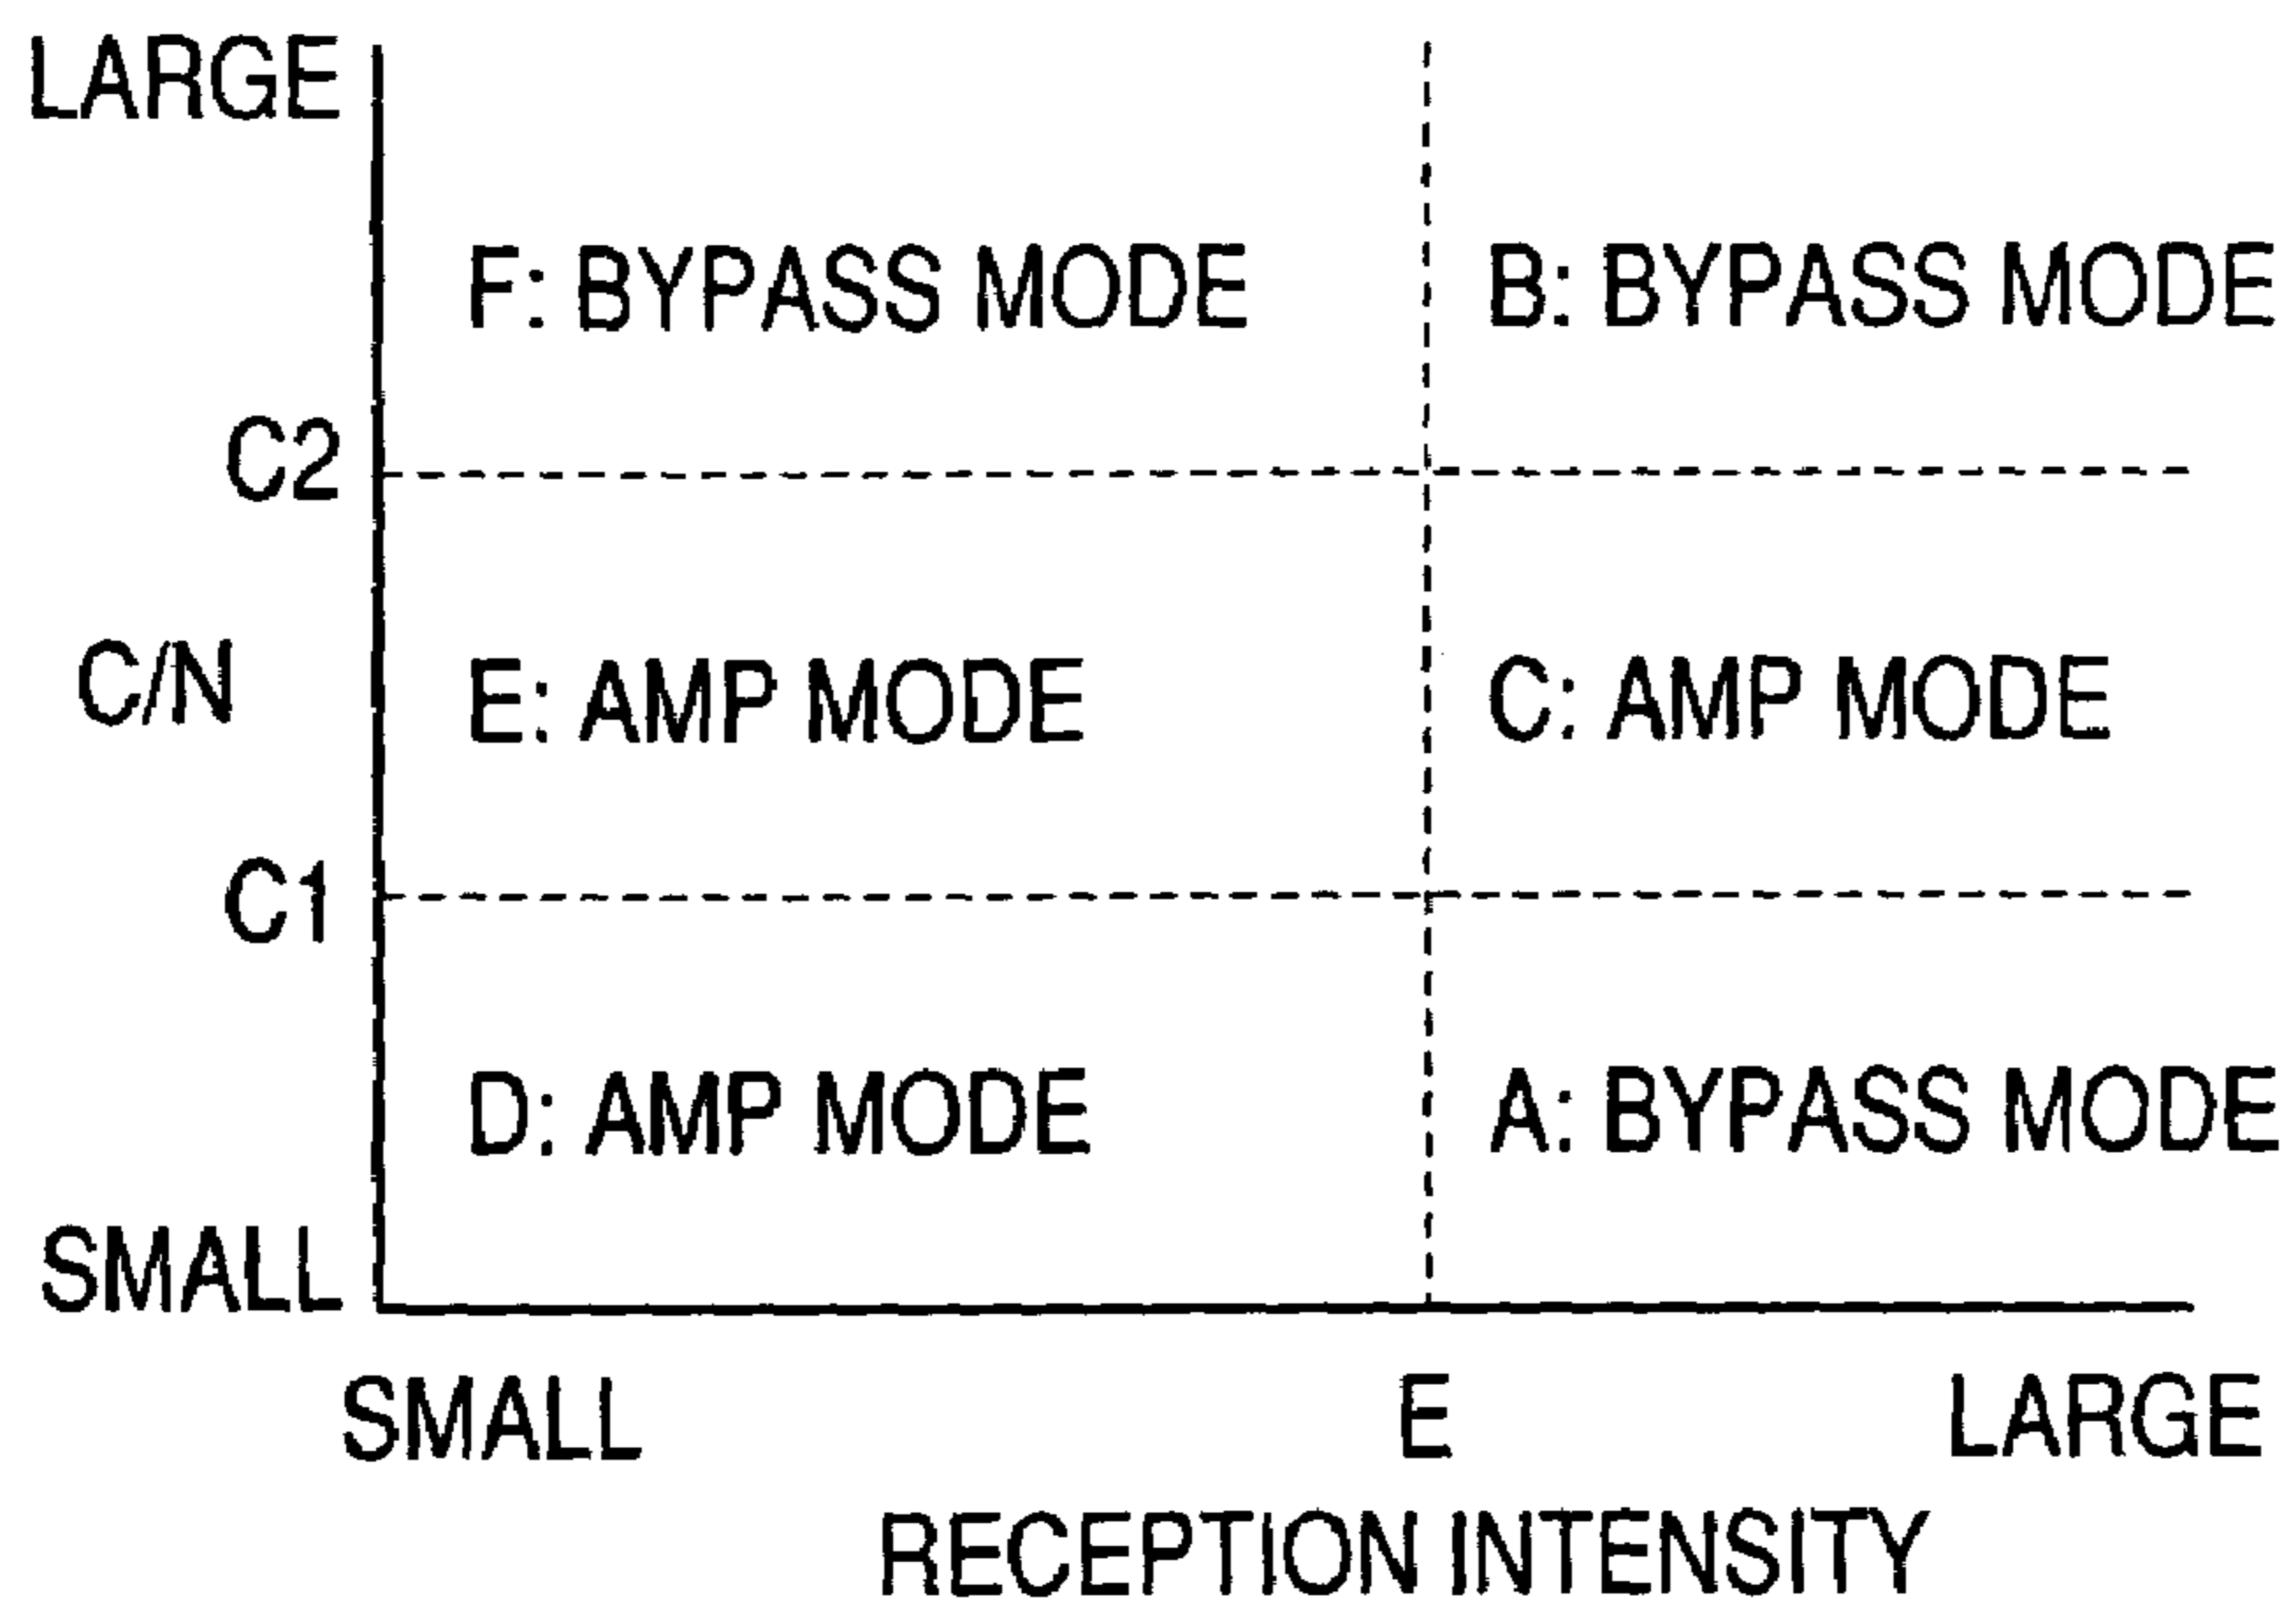 LARGE
F: BYPASS MODE
B: BYPASS MODE
C2
C/N
E: AMP MODE
C: AMP MODE
C1
D: AMP MODE
A: BYPASS MODE
SMALL
SMALL
E
LARGE
RECEPTION INTENSITY